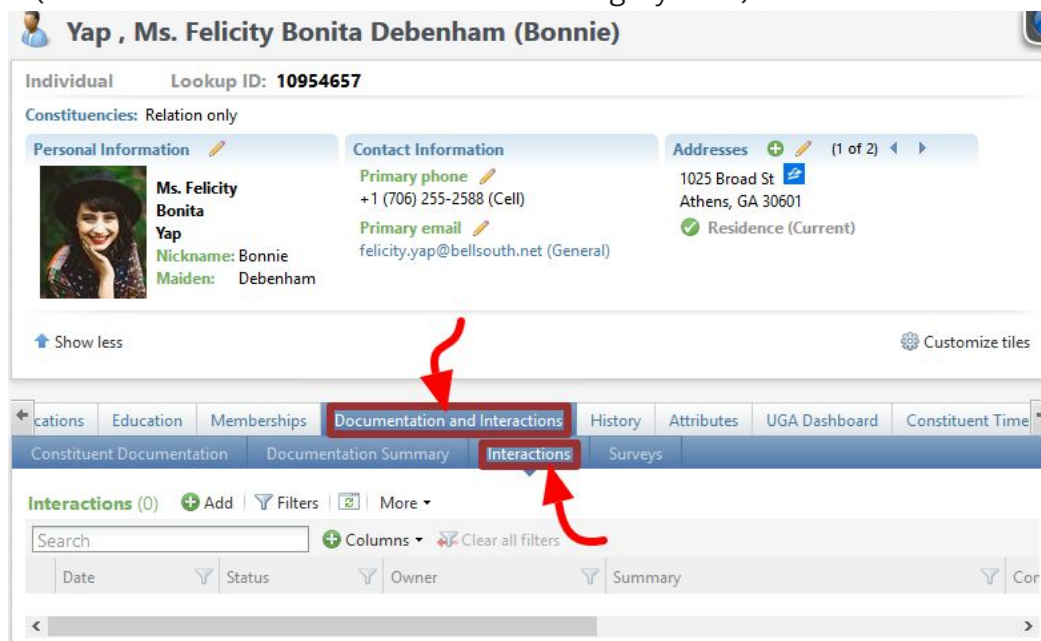 Yap , Ms. Felicity Bonita Debenham (Bonnie)
Individual Lookup ID: 10954657
Constituencies: Relation only
Personal Information
Ms. Felicity
Bonita
Yap
Nickname: Bonnie
Maiden: Debenham
Contact Information
Primary phone
+1 (706) 255-2588 (Cell)
Primary email
felicity.yap@bellsouth.net (General)
Addresses (1 of 2)
1025 Broad St
Athens, GA 30601
Residence (Current)
Show less
Customize tiles
cations Education Memberships Documentation and Interactions History Attributes UGA Dashboard Constituent Time
Constituent Documentation Documentation Summary Interactions Surveys
Interactions (0) Add Filters More
Search Columns Clear all filters
Date Status Owner Summary Cor